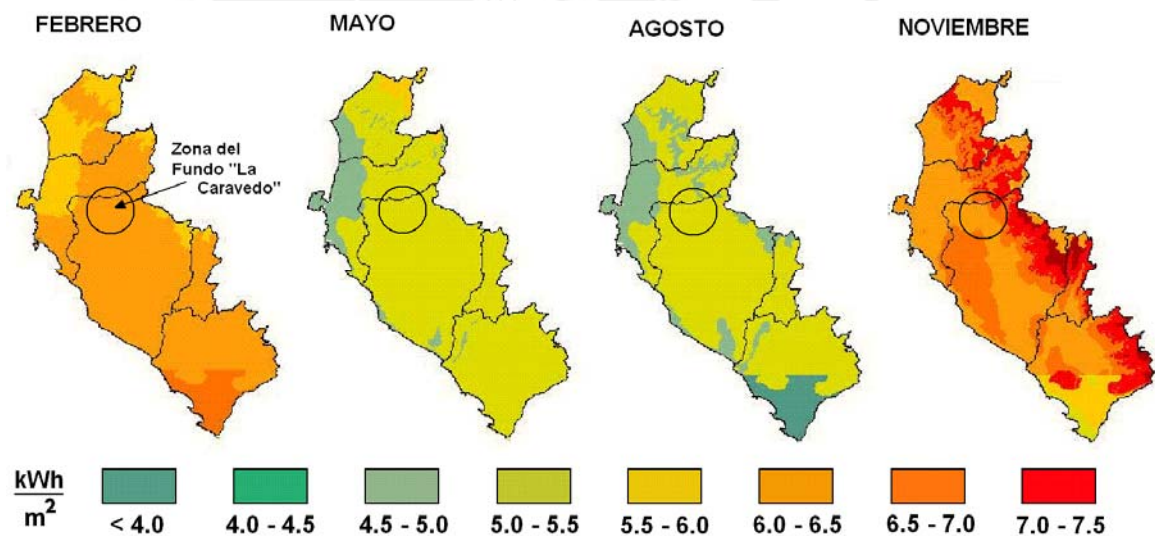 FEBRERO
MAYO
AGOSTO
NOVIEMBRE
Zona del
Fundo "La
Caravedo"
kWh
m²
< 4.0
4.0 - 4.5
4.5 - 5.0
5.0 - 5.5
5.5 - 6.0
6.0 - 6.5
6.5 - 7.0
7.0 - 7.5